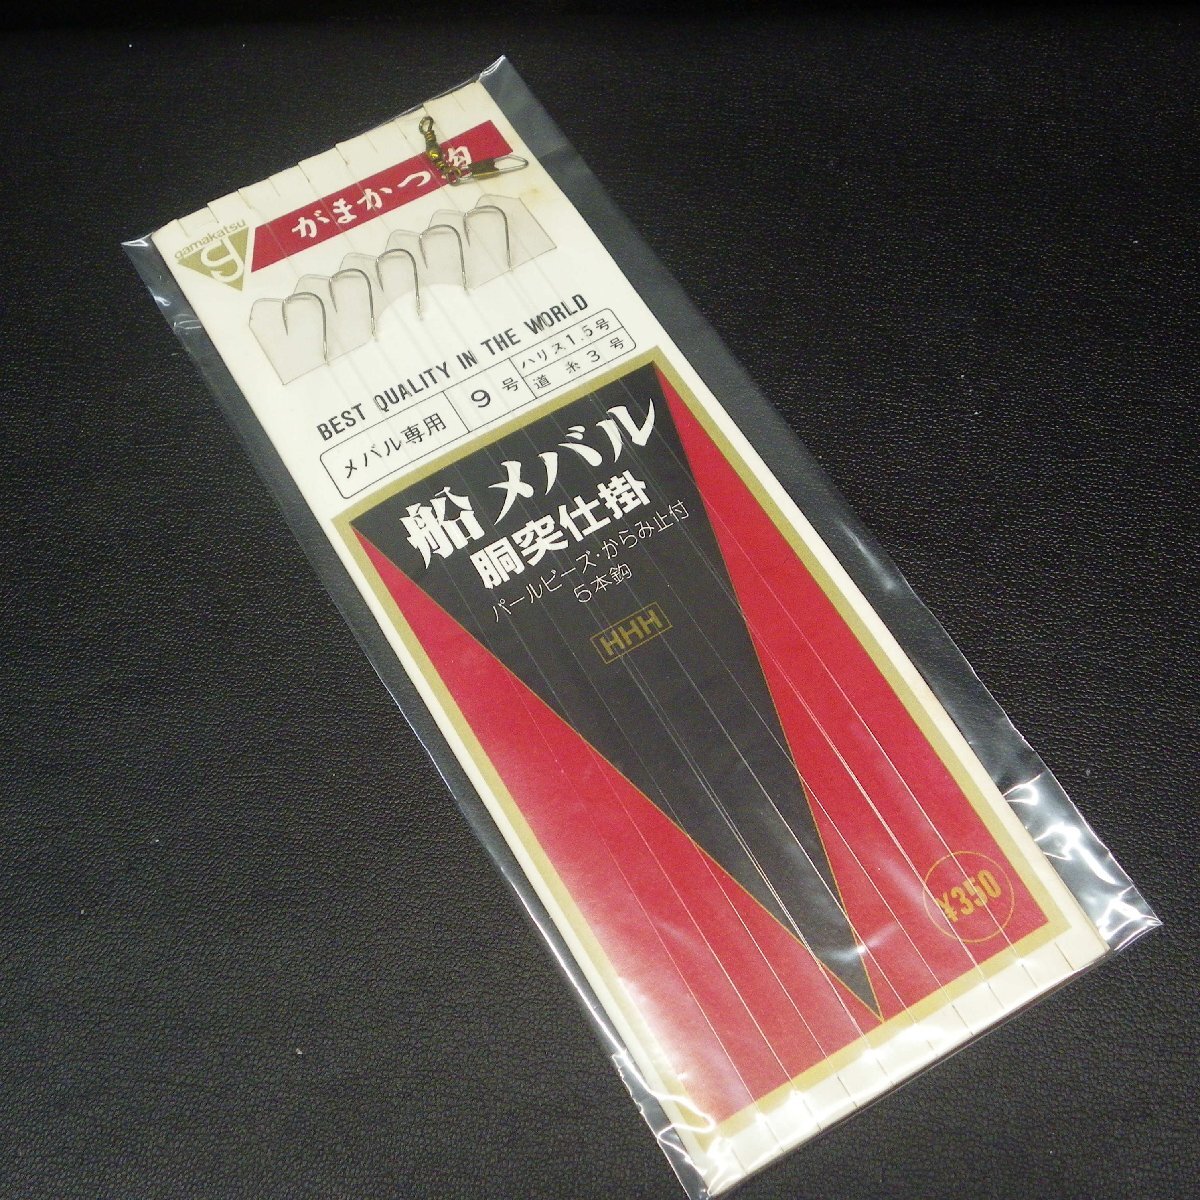 gamakatsu
g
がまかつ鈎
BEST QUALITY IN THE WORLD
メバル専用 9号 ハリス1.5号
道糸3号
船メバル
胴突仕掛
パールビーズ・からみ止付
5本鈎
HHH
¥350